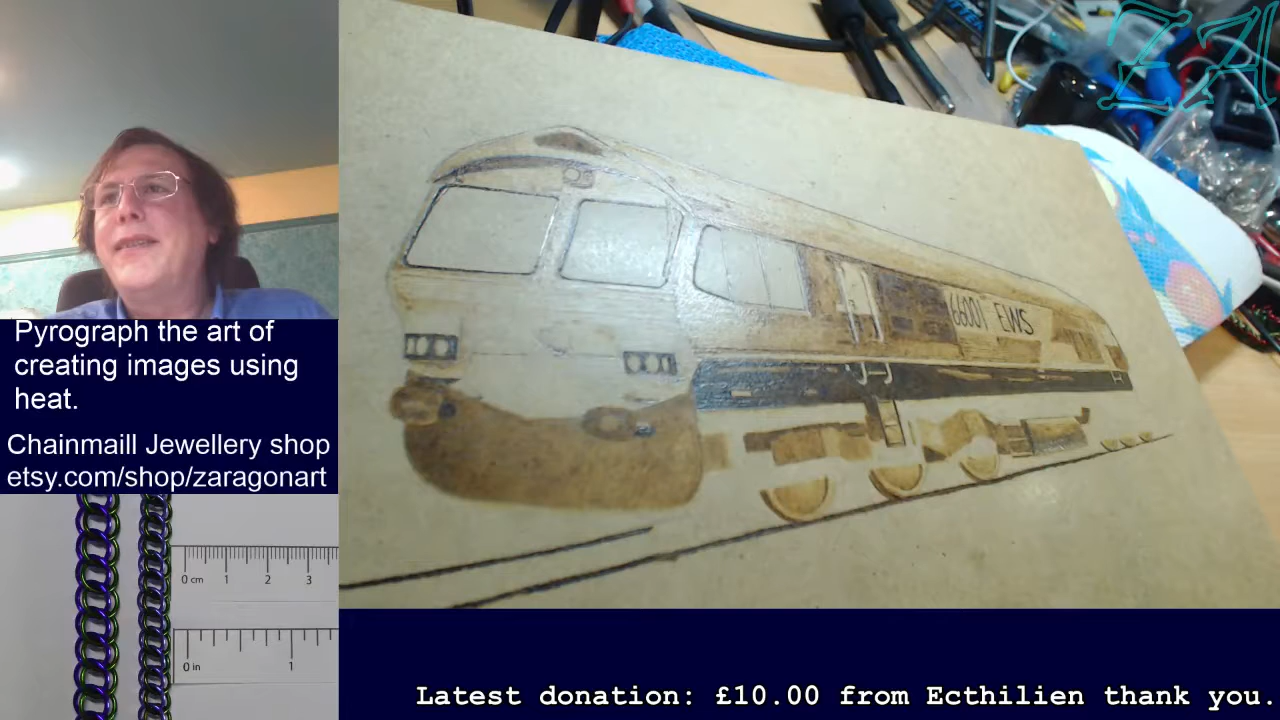 ZA
Pyrograph the art of
creating images using
heat.
Chainmaill Jewellery shop
etsy.com/shop/zaragonart
66001 EWS
0 cm 1 2 3
0 in 1
Latest donation: £10.00 from Ecthilien thank you.